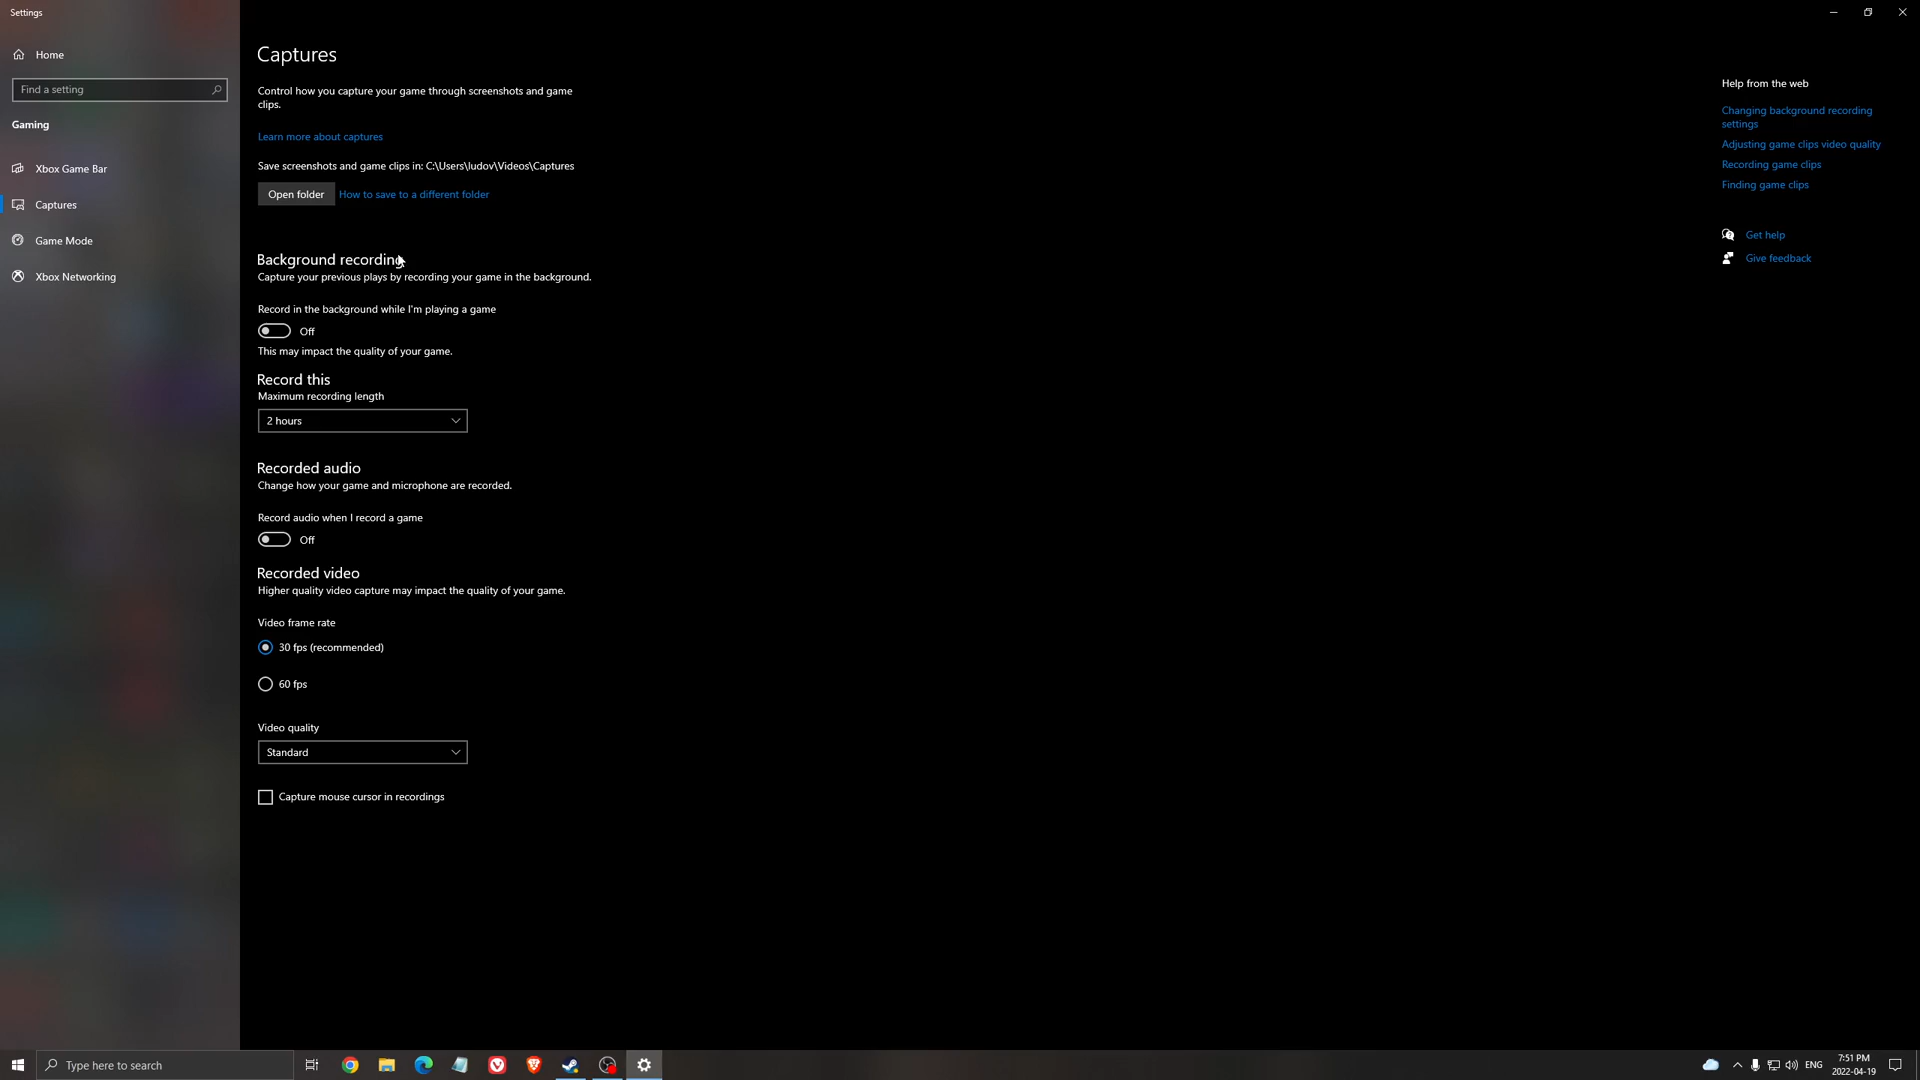 Settings
Home
Find a setting
Gaming
Xbox Game Bar
Captures
Game Mode
Xbox Networking
Captures
Control how you capture your game through screenshots and game
clips.
Learn more about captures
Save screenshots and game clips in: C:\Users\ludov\Videos\Captures
Open folder
How to save to a different folder
Background recording
Capture your previous plays by recording your game in the background.
Record in the background while I'm playing a game
Off
This may impact the quality of your game.
Record this
Maximum recording length
2 hours
Recorded audio
Change how your game and microphone are recorded.
Record audio when I record a game
Off
Recorded video
Higher quality video capture may impact the quality of your game.
Video frame rate
30 fps (recommended)
60 fps
Video quality
Standard
Capture mouse cursor in recordings
Help from the web
Changing background recording
settings
Adjusting game clips video quality
Recording game clips
Finding game clips
Get help
Give feedback
Type here to search
ENG
7:51 PM
2022-04-19